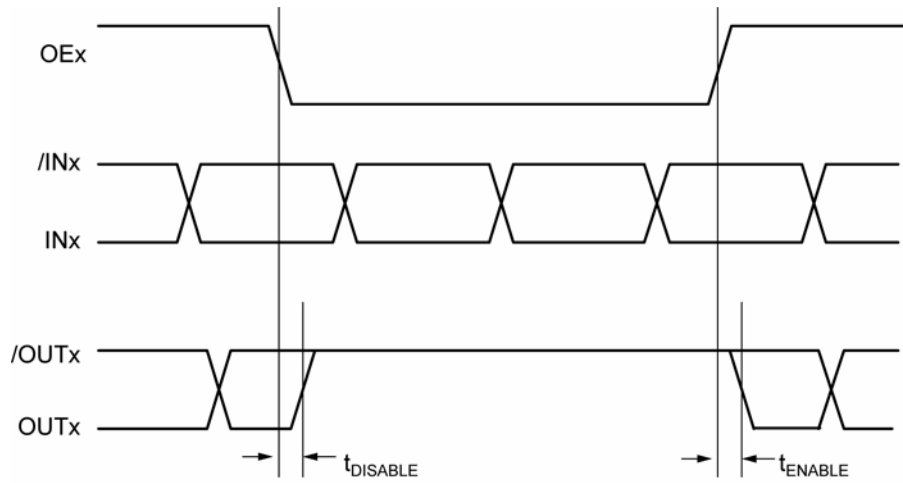 OEx
/INx
INx
/OUTx
OUTx
tDISABLE
tENABLE